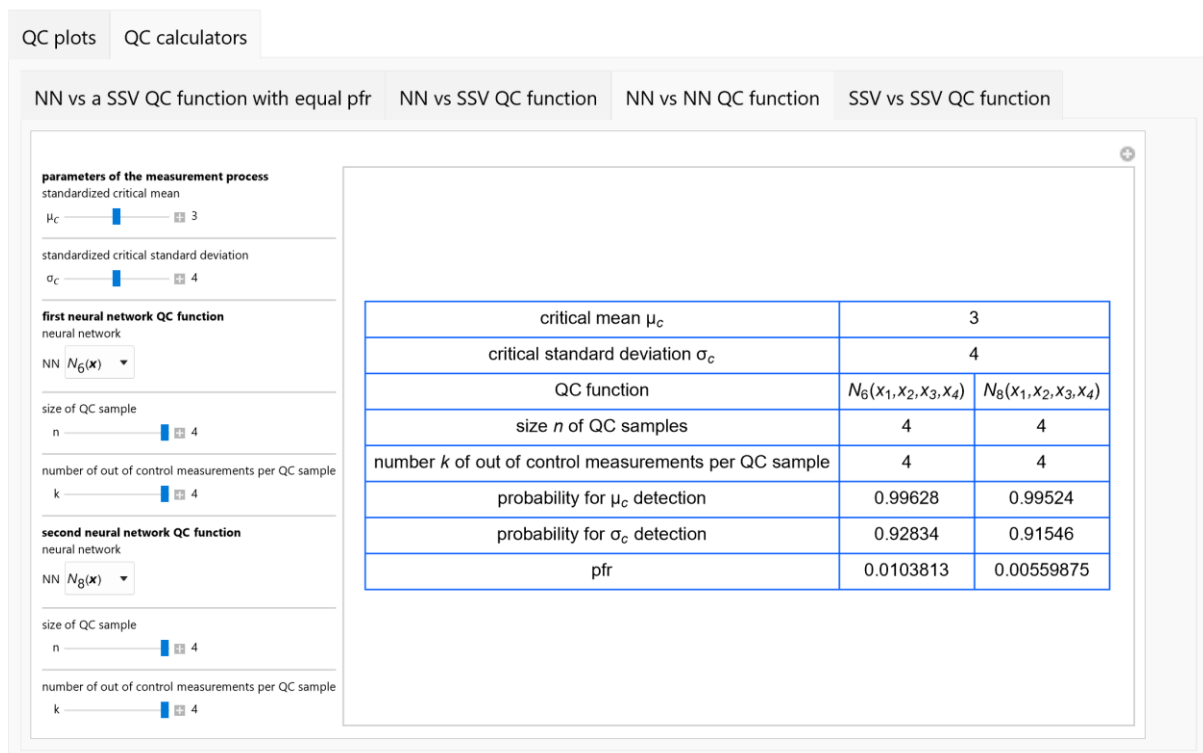 QC plots QC calculators
NN vs a SSV QC function with equal pfr NN vs SSV QC function NN vs NN QC function SSV vs SSV QC function
parameters of the measurement process
standardized critical mean
μc 3
standardized critical standard deviation
σc 4
first neural network QC function
neural network
NN N6(x)
size of QC sample
n 4
number of out of control measurements per QC sample
k 4
second neural network QC function
neural network
NN N8(x)
size of QC sample
n 4
number of out of control measurements per QC sample
k 4
critical mean μc 3
critical standard deviation σc 4
QC function N6(x1,x2,x3,x4) N8(x1,x2,x3,x4)
size n of QC samples 4 4
number k of out of control measurements per QC sample 4 4
probability for μc detection 0.99628 0.99524
probability for σc detection 0.92834 0.91546
pfr 0.0103813 0.00559875